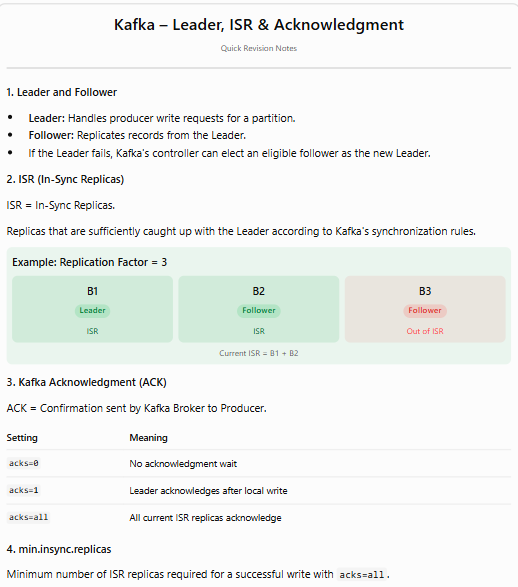 Kafka – Leader, ISR & Acknowledgment
Quick Revision Notes
1. Leader and Follower
• Leader: Handles producer write requests for a partition.
• Follower: Replicates records from the Leader.
• If the Leader fails, Kafka's controller can elect an eligible follower as the new Leader.
2. ISR (In-Sync Replicas)
ISR = In-Sync Replicas.
Replicas that are sufficiently caught up with the Leader according to Kafka's synchronization rules.
Example: Replication Factor = 3
B1 B2 B3
Leader Follower Follower
ISR ISR Out of ISR
Current ISR = B1 + B2
3. Kafka Acknowledgment (ACK)
ACK = Confirmation sent by Kafka Broker to Producer.
Setting Meaning
acks=0 No acknowledgment wait
acks=1 Leader acknowledges after local write
acks=all All current ISR replicas acknowledge
4. min.insync.replicas
Minimum number of ISR replicas required for a successful write with acks=all.